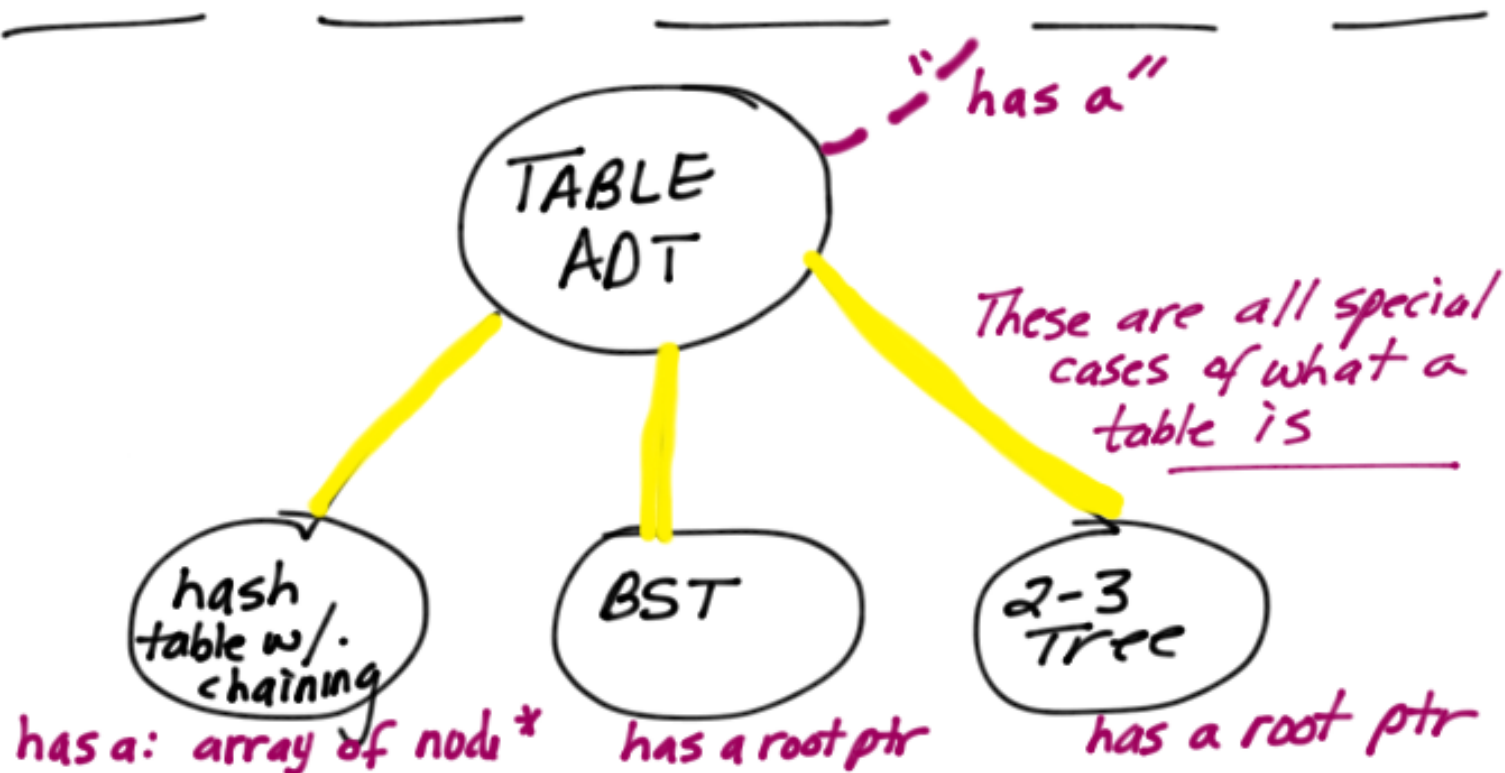 "has a"
TABLE
ADT
These are all special
cases of what a
table is
hash
table w/.
chaining
BST
2-3
Tree
has a: array of node *
has a root ptr
has a root ptr